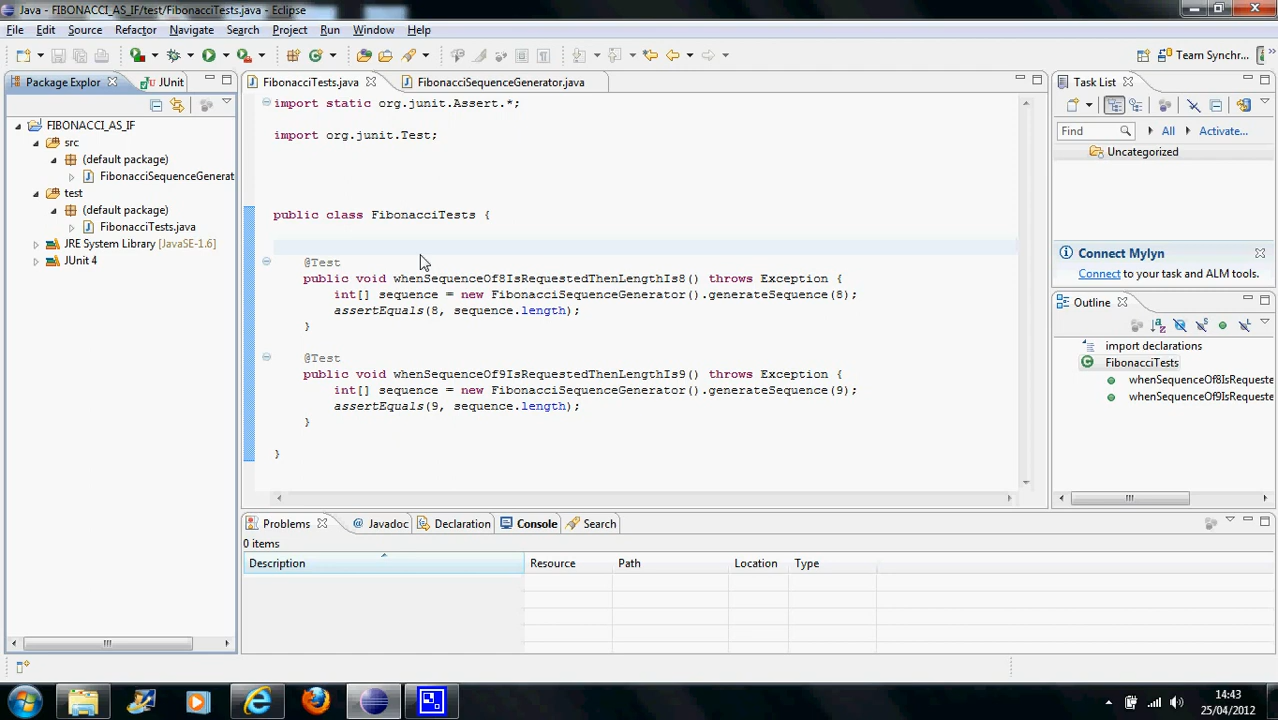 Java - FIBONACCI_AS_IF/test/FibonacciTests.java - Eclipse
File Edit Source Refactor Navigate Search Project Run Window Help
Team Synchr...
Package Explor
JUnit
FIBONACCI_AS_IF
src
(default package)
FibonacciSequenceGenerat
test
(default package)
FibonacciTests.java
JRE System Library [JavaSE-1.6]
JUnit 4
FibonacciTests.java
FibonacciSequenceGenerator.java
import static org.junit.Assert.*;
import org.junit.Test;
public class FibonacciTests {
@Test
public void whenSequenceOf8IsRequestedThenLengthIs8() throws Exception {
int[] sequence = new FibonacciSequenceGenerator().generateSequence(8);
assertEquals(8, sequence.length);
}
@Test
public void whenSequenceOf9IsRequestedThenLengthIs9() throws Exception {
int[] sequence = new FibonacciSequenceGenerator().generateSequence(9);
assertEquals(9, sequence.length);
}
}
Task List
Find
All
Activate...
Uncategorized
Connect Mylyn
Connect to your task and ALM tools.
Outline
import declarations
FibonacciTests
whenSequenceOf8IsRequeste
whenSequenceOf9IsRequeste
Problems
@ Javadoc
Declaration
Console
Search
0 items
Description Resource Path Location Type
14:43
25/04/2012